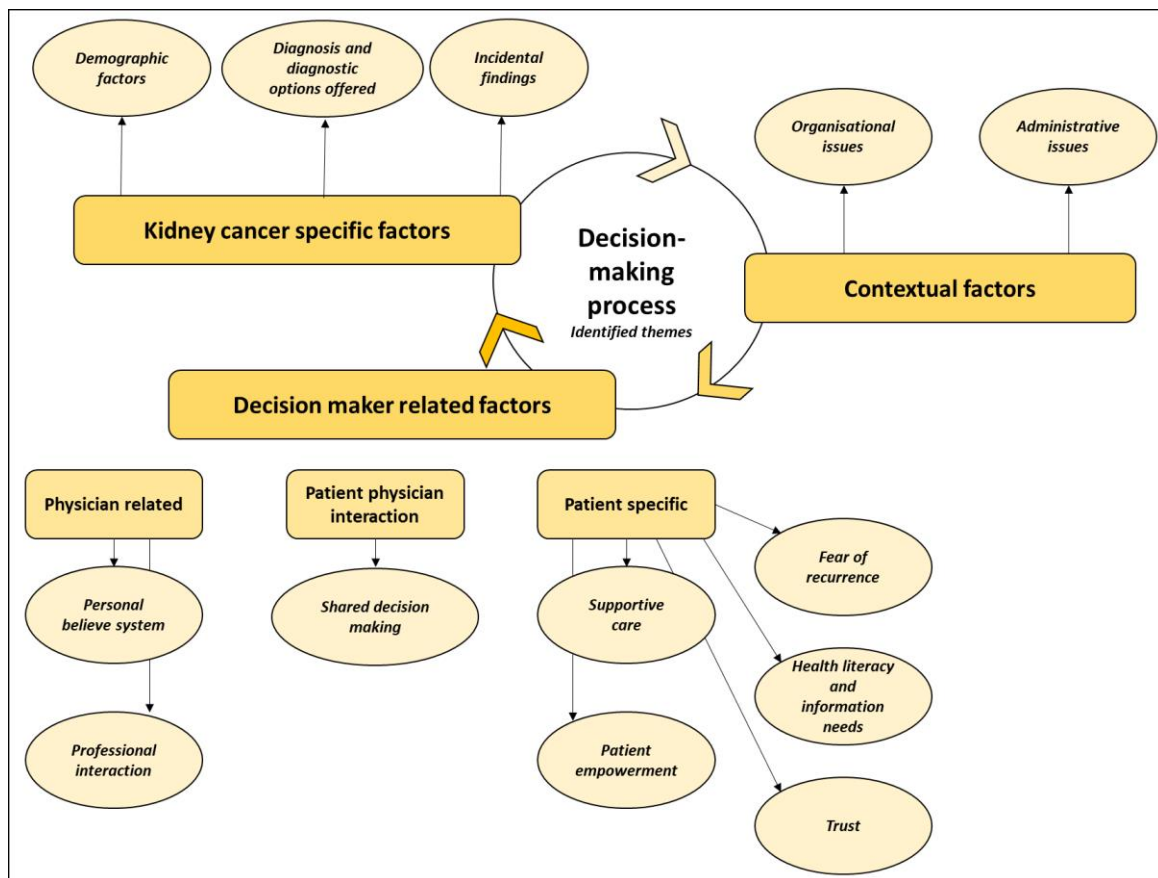 Demographic
factors
Diagnosis and
diagnostic
options offered
Incidental
findings
Organisational
issues
Administrative
issues
Kidney cancer specific factors
Decision-
making
process
Identified themes
Contextual factors
Decision maker related factors
Physician related
Patient physician
interaction
Patient specific
Personal
believe system
Shared decision
making
Supportive
care
Fear of
recurrence
Health literacy
and
information
needs
Professional
interaction
Patient
empowerment
Trust